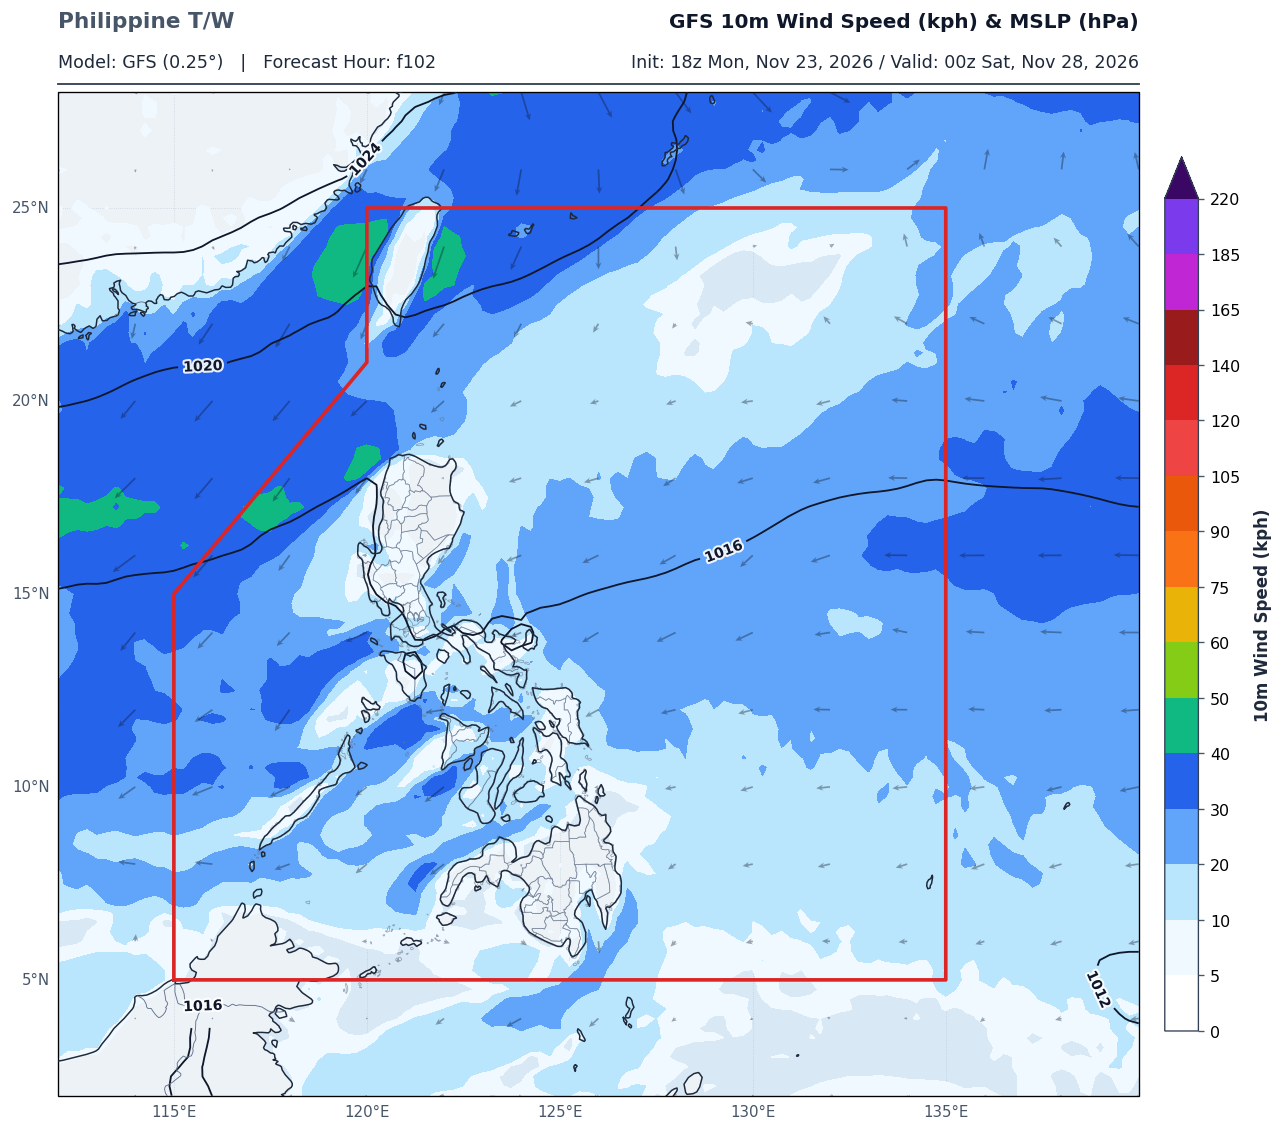 Philippine T/W
GFS 10m Wind Speed (kph) & MSLP (hPa)
Model: GFS (0.25°) | Forecast Hour: f102
Init: 18z Mon, Nov 23, 2026 / Valid: 00z Sat, Nov 28, 2026
1024
25°N
1020
20°N
1016
15°N
10°N
5°N
1016
1012
115°E
120°E
125°E
130°E
135°E
220
185
165
140
120
105
90
75
60
50
40
30
20
10
5
0
10m Wind Speed (kph)